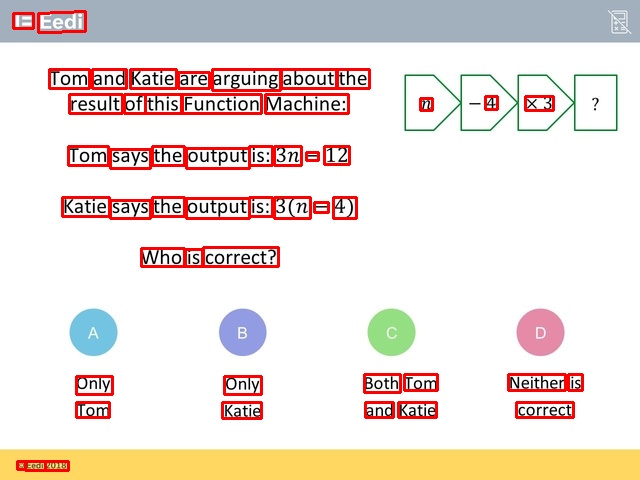 Eedi
Tom and Katie are arguing about the
result of this Function Machine:
n − 4 × 3 ?
Tom says the output is: 3n − 12
Katie says the output is: 3(n − 4)
Who is correct?
A B C D
Only Tom
Only Katie
Both Tom and Katie
Neither is correct
© Eedi 2018